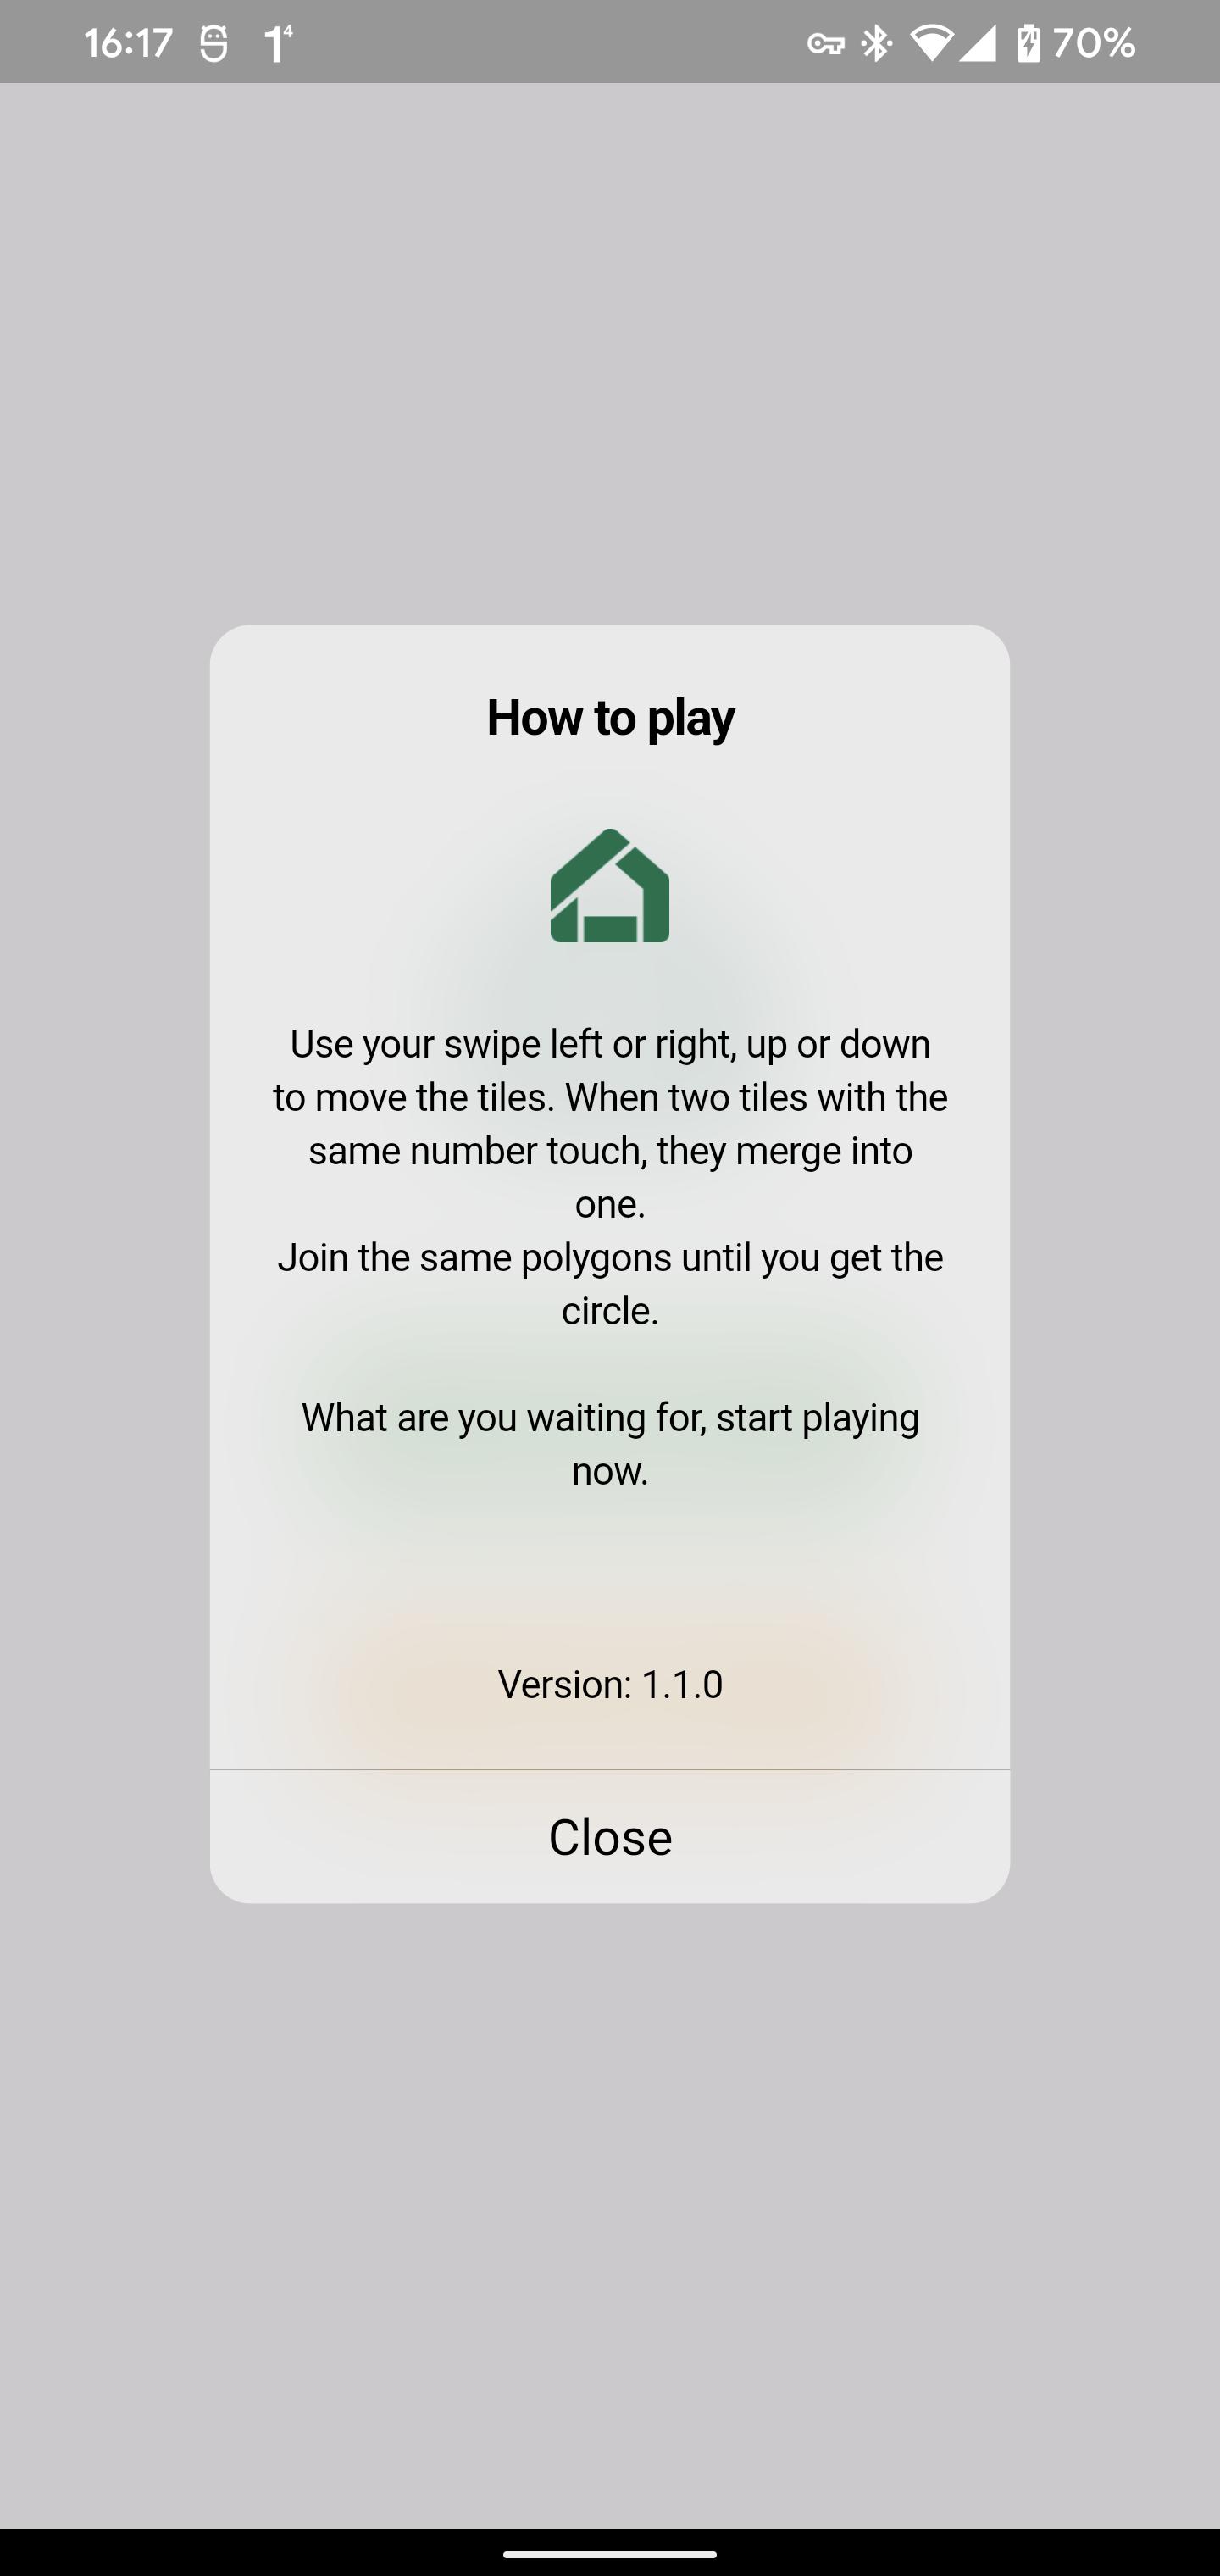 16:17 1⁴ 70%
How to play
Use your swipe left or right, up or down
to move the tiles. When two tiles with the
same number touch, they merge into
one.
Join the same polygons until you get the
circle.
What are you waiting for, start playing
now.
Version: 1.1.0
Close